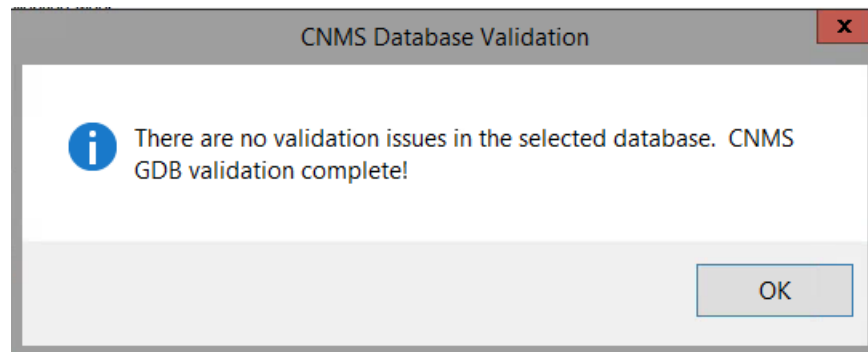 CNMS Database Validation
x
There are no validation issues in the selected database.  CNMS
GDB validation complete!
OK